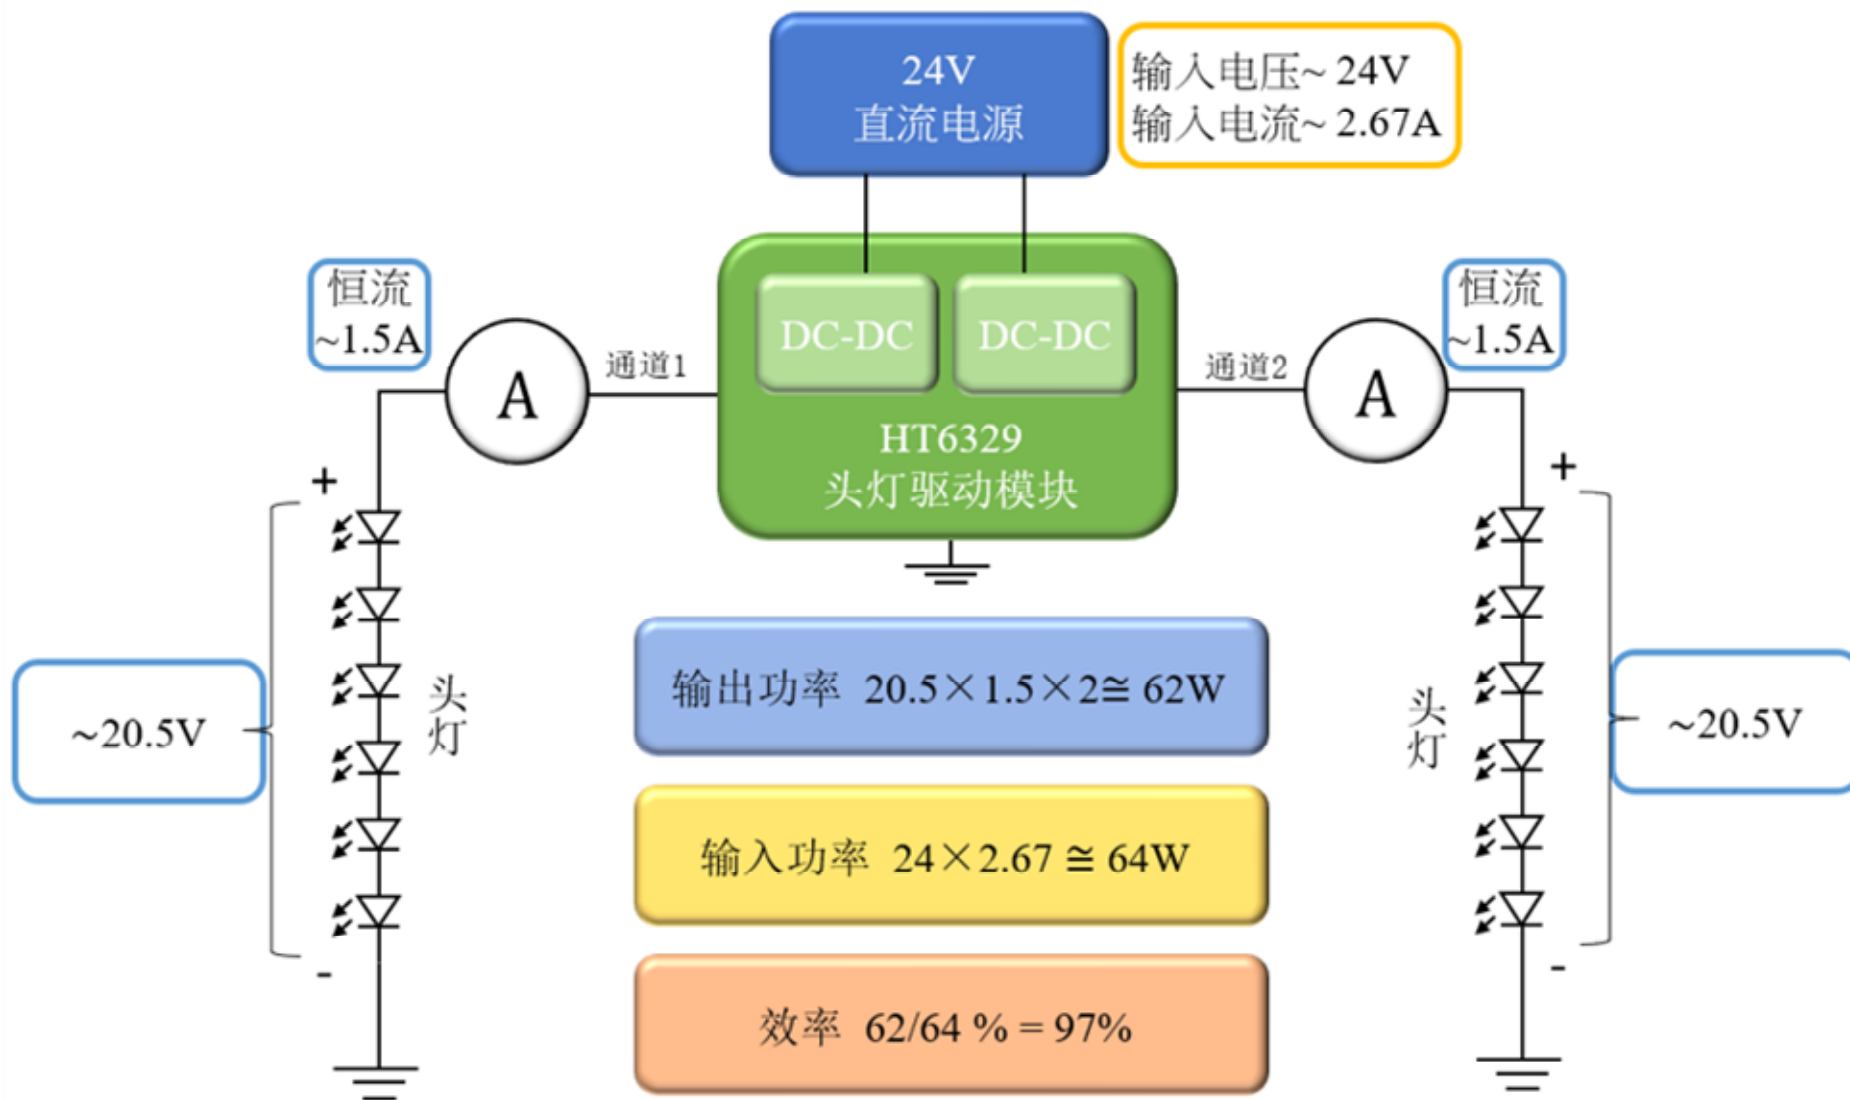 24V
直流电源
输入电压~ 24V
输入电流~ 2.67A
恒流
~1.5A
A
通道1
DC-DC
DC-DC
HT6329
头灯驱动模块
通道2
A
恒流
~1.5A
+
~20.5V
头灯
-
+
头灯
~20.5V
-
输出功率 20.5×1.5×2≅ 62W
输入功率 24×2.67 ≅ 64W
效率 62/64 % = 97%